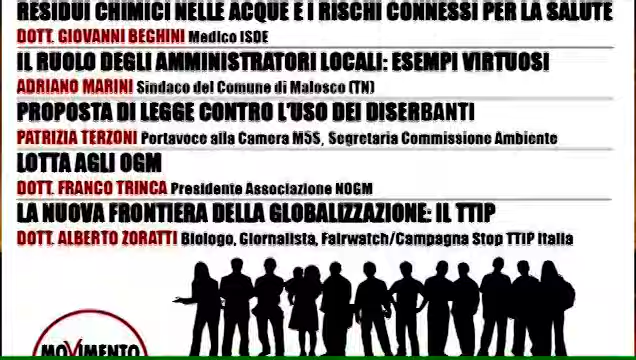 RESIDUI CHIMICI NELLE ACQUE E I RISCHI CONNESSI PER LA SALUTE
DOTT. GIOVANNI BEGHINI Medico ISDE
IL RUOLO DEGLI AMMINISTRATORI LOCALI: ESEMPI VIRTUOSI
ADRIANO MARINI Sindaco del Comune di Malosco (TN)
PROPOSTA DI LEGGE CONTRO L'USO DEI DISERBANTI
PATRIZIA TERZONI Portavoce alla Camera M5S, Segretaria Commissione Ambiente
LOTTA AGLI OGM
DOTT. FRANCO TRINCA Presidente Associazione NOGM
LA NUOVA FRONTIERA DELLA GLOBALIZZAZIONE: IL TTIP
DOTT. ALBERTO ZORATTI Biologo, Giornalista, Fairwatch/Campagna Stop TTIP Italia
MOVIMENTO